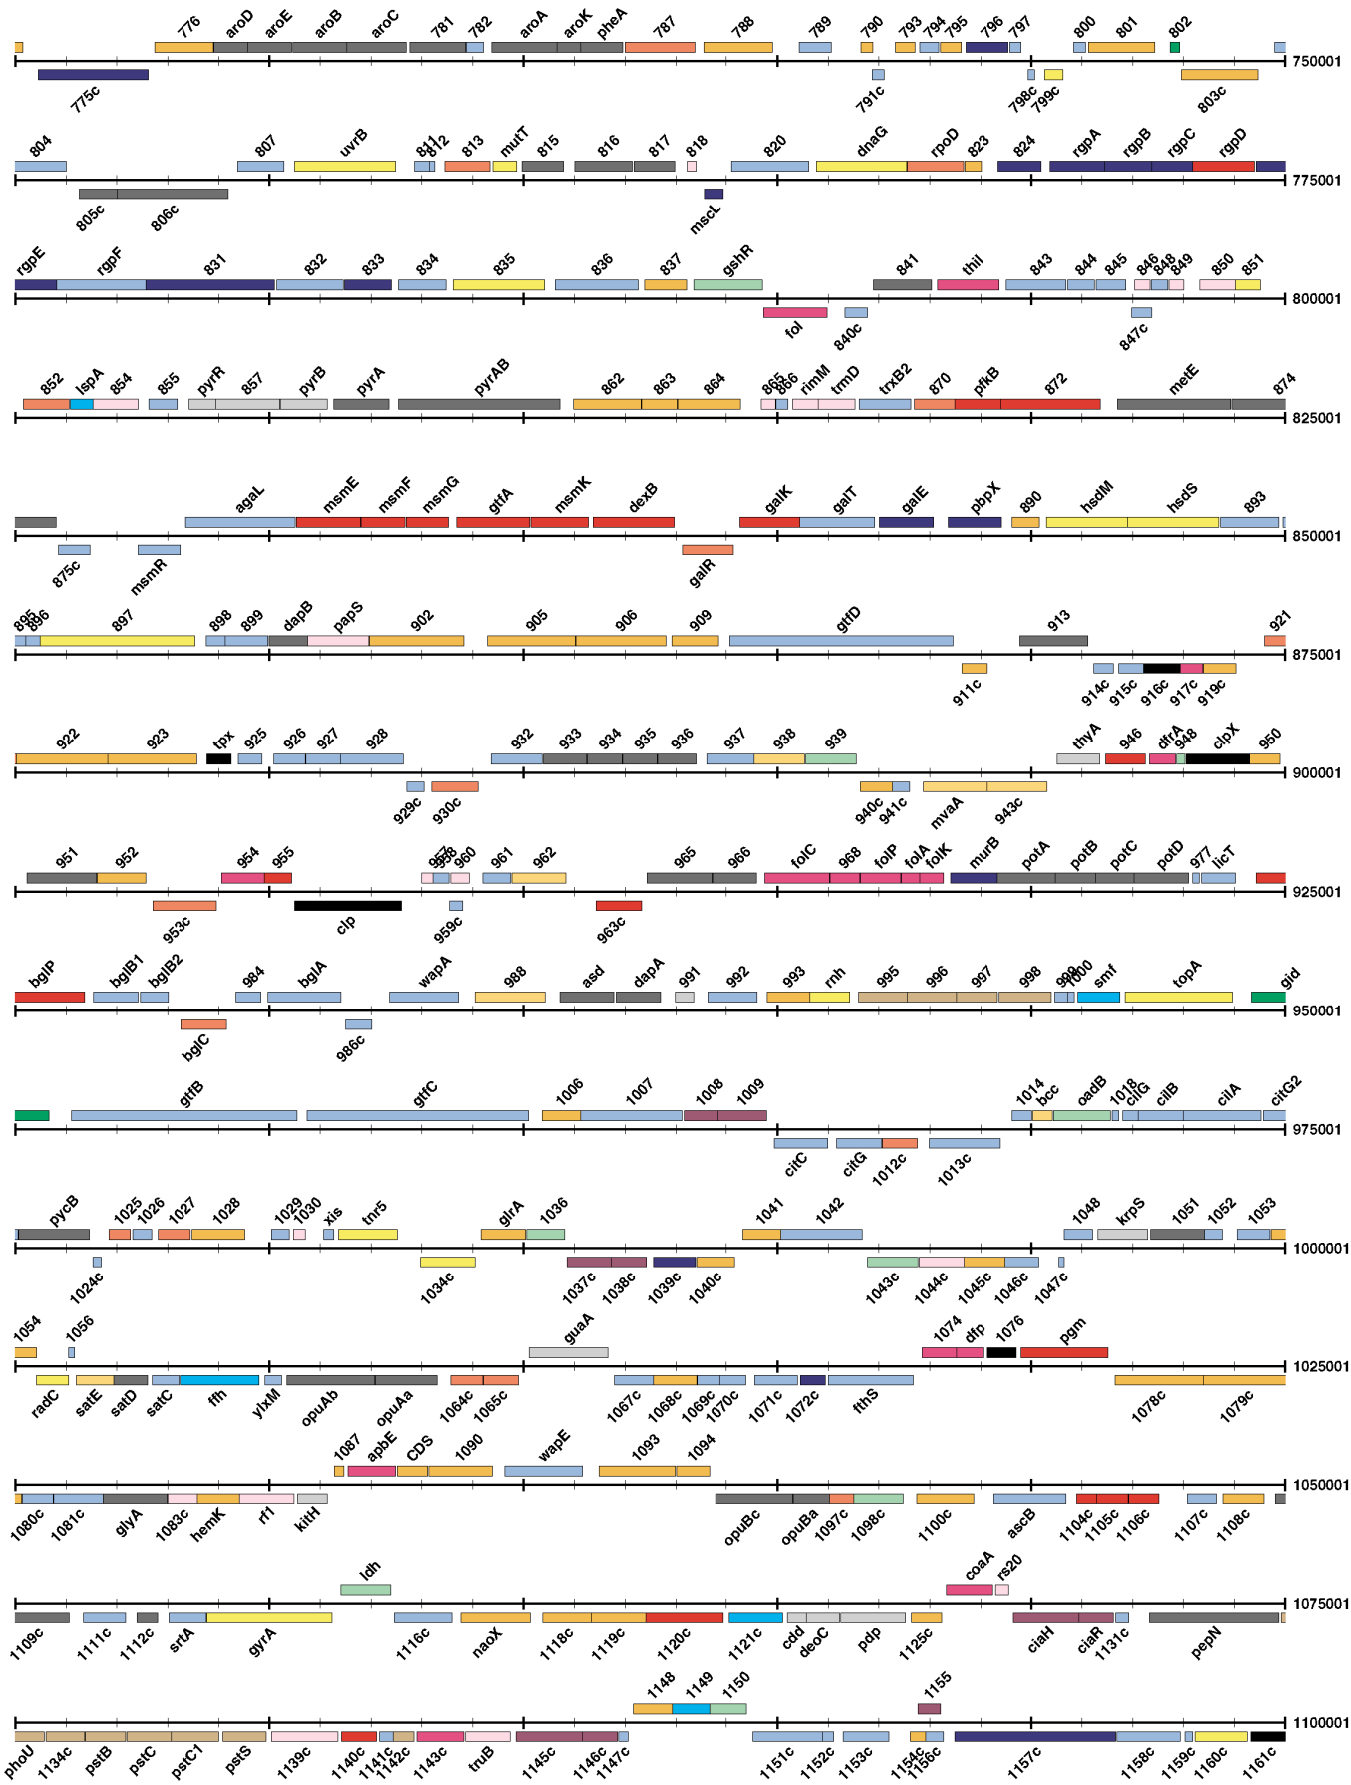 776 aroD aroE aroB aroC 781 782 aroA aroK pheA 787 788 789 790 793 794 795 796 797 800 801 802
750001
775c 791c 798c 799c 803c
804 807 uvrB 811 812 813 mutT 815 816 817 818 820 dnaG rpoD 823 824 rgpA rgpB rgpC rgpD
775001
805c 806c mscL
rgpE rgpF 831 832 833 834 835 836 837 gshR 841 thiI 843 844 845 846 848 849 850 851
800001
fol 840c 847c
852 lspA 854 855 pyrR 857 pyrB pyrA pyrAB 862 863 864 865 866 rimM trmD trxB2 870 pfkB 872 metE 874
825001
agaL msmE msmF msmG gtfA msmK dexB galK galT galE pbpX 890 hsdM hsdS 893
850001
875c msmR galR
895 896 897 898 899 dapB papS 902 905 906 909 gtfD 913 921
875001
911c 914c 915c 916c 917c 919c
922 923 tpx 925 926 927 928 932 933 934 935 936 937 938 939 thyA 946 dfrA 948 clpX 950
900001
929c 930c 940c 941c mvaA 943c
951 952 954 955 957 958 960 961 962 965 966 folC 968 folP folA folK murB potA potB potC potD 977 licT
925001
953c clp 959c 963c
bglP bglB1 bglB2 984 bglA wapA 988 asd dapA 991 992 993 rnh 995 996 997 998 999 1000 smf topA gid
950001
bglC 986c
gtfB gtfC 1006 1007 1008 1009 1014 bcc oadB 1018 citG cilB cilA citG2
975001
citC citG 1012c 1013c
pycB 1025 1026 1027 1028 1029 1030 xis tnr5 glrA 1036 1041 1042 1048 krpS 1051 1052 1053
1000001
1024c 1034c 1037c 1038c 1039c 1040c 1043c 1044c 1045c 1046c 1047c
1054 1056 guaA 1074 dfp 1076 pgm
1025001
radC satE satD satC ffh ylxM opuAb opuAa 1064c 1065c 1067c 1068c 1069c 1070c 1071c 1072c fthS 1078c 1079c
1087 apbE CDS 1090 wapE 1093 1094
1050001
1080c 1081c glyA 1083c hemK rf1 kitH opuBc opuBa 1097c 1098c 1100c ascB 1104c 1105c 1106c 1107c 1108c
ldh coaA rs20
1075001
1109c 1111c 1112c srtA gyrA 1116c naoX 1118c 1119c 1120c 1121c cdd deoC pdp 1125c ciaH ciaR 1131c pepN
1148 1149 1150 1155
1100001
phoU 1134c pstB pstC pstC1 pstS 1139c 1140c 1141c 1142c 1143c truB 1145c 1146c 1147c 1151c 1152c 1153c 1154c 1156c 1157c 1158c 1159c 1160c 1161c